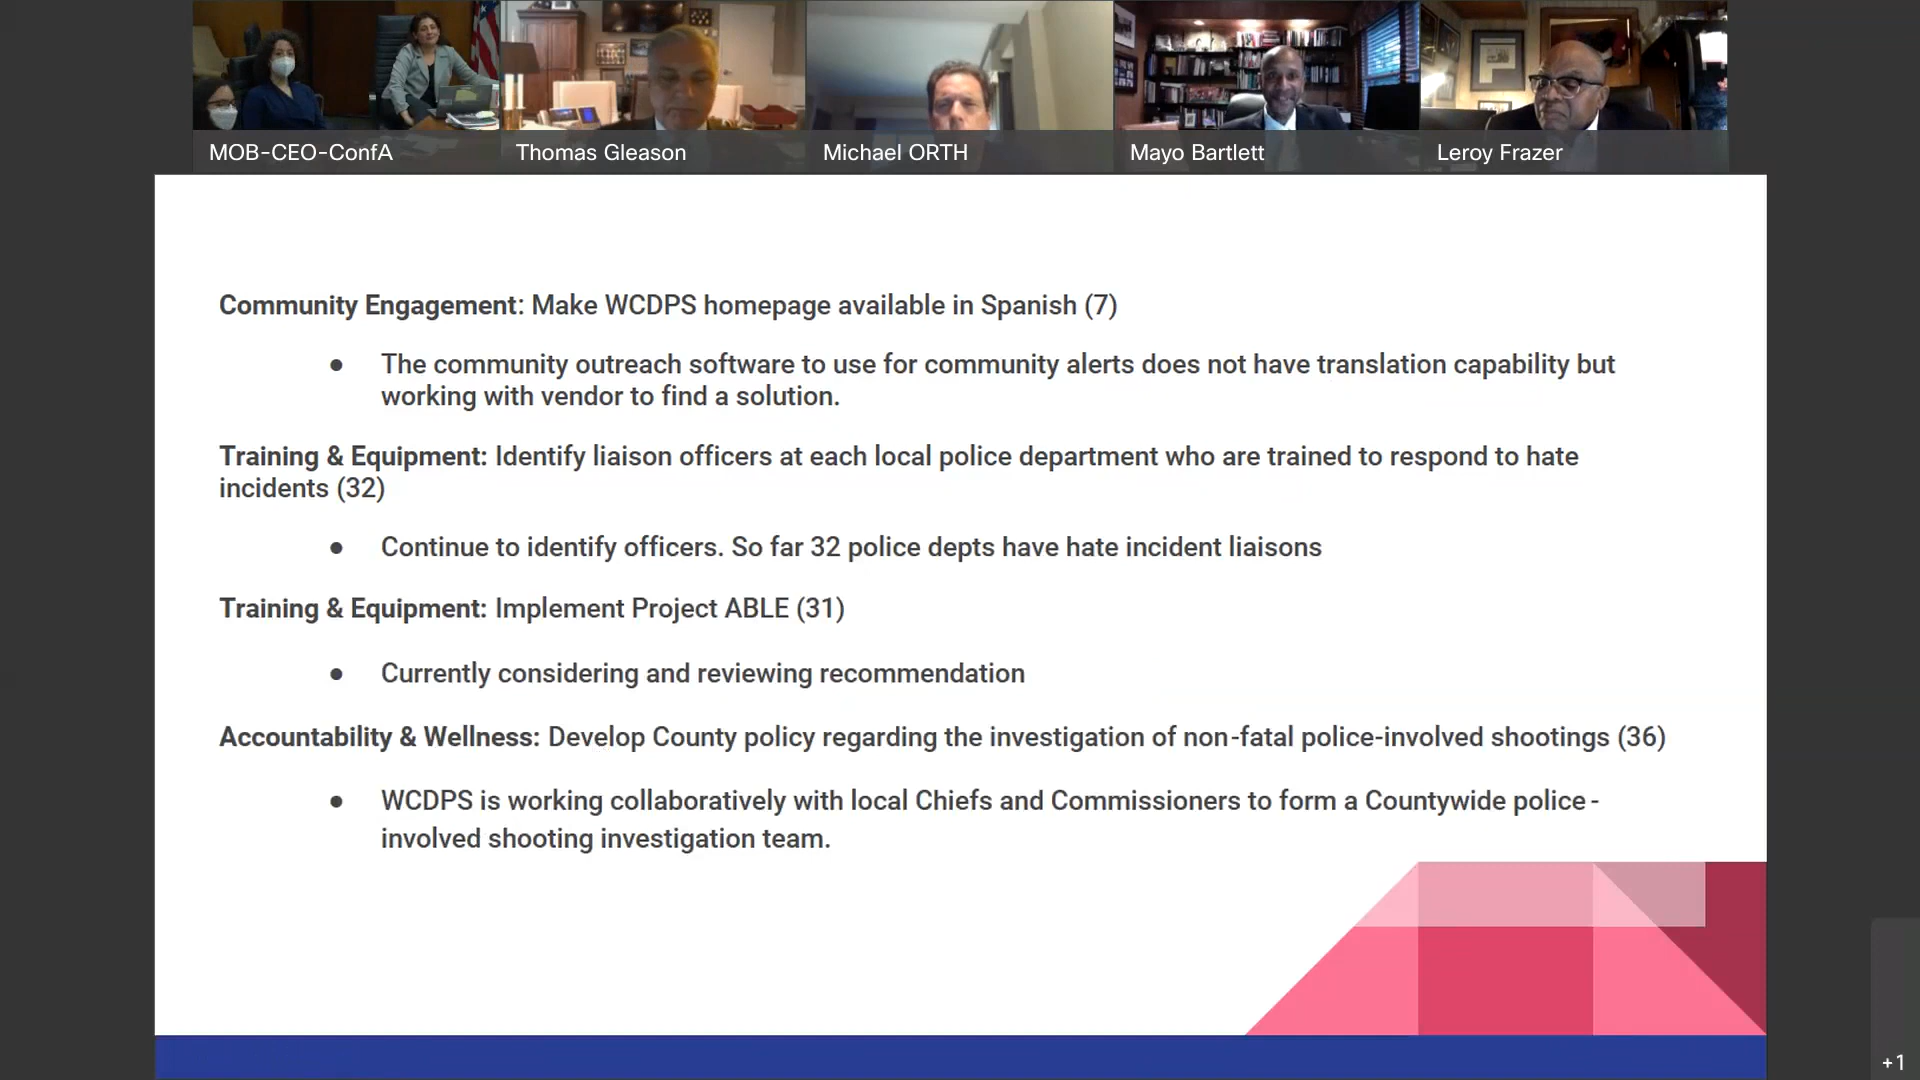 MOB-CEO-ConfA
Thomas Gleason
Michael ORTH
Mayo Bartlett
Leroy Frazer
Community Engagement: Make WCDPS homepage available in Spanish (7)
● The community outreach software to use for community alerts does not have translation capability but
working with vendor to find a solution.
Training & Equipment: Identify liaison officers at each local police department who are trained to respond to hate
incidents (32)
● Continue to identify officers. So far 32 police depts have hate incident liaisons
Training & Equipment: Implement Project ABLE (31)
● Currently considering and reviewing recommendation
Accountability & Wellness: Develop County policy regarding the investigation of non-fatal police-involved shootings (36)
● WCDPS is working collaboratively with local Chiefs and Commissioners to form a Countywide police-
involved shooting investigation team.
+1